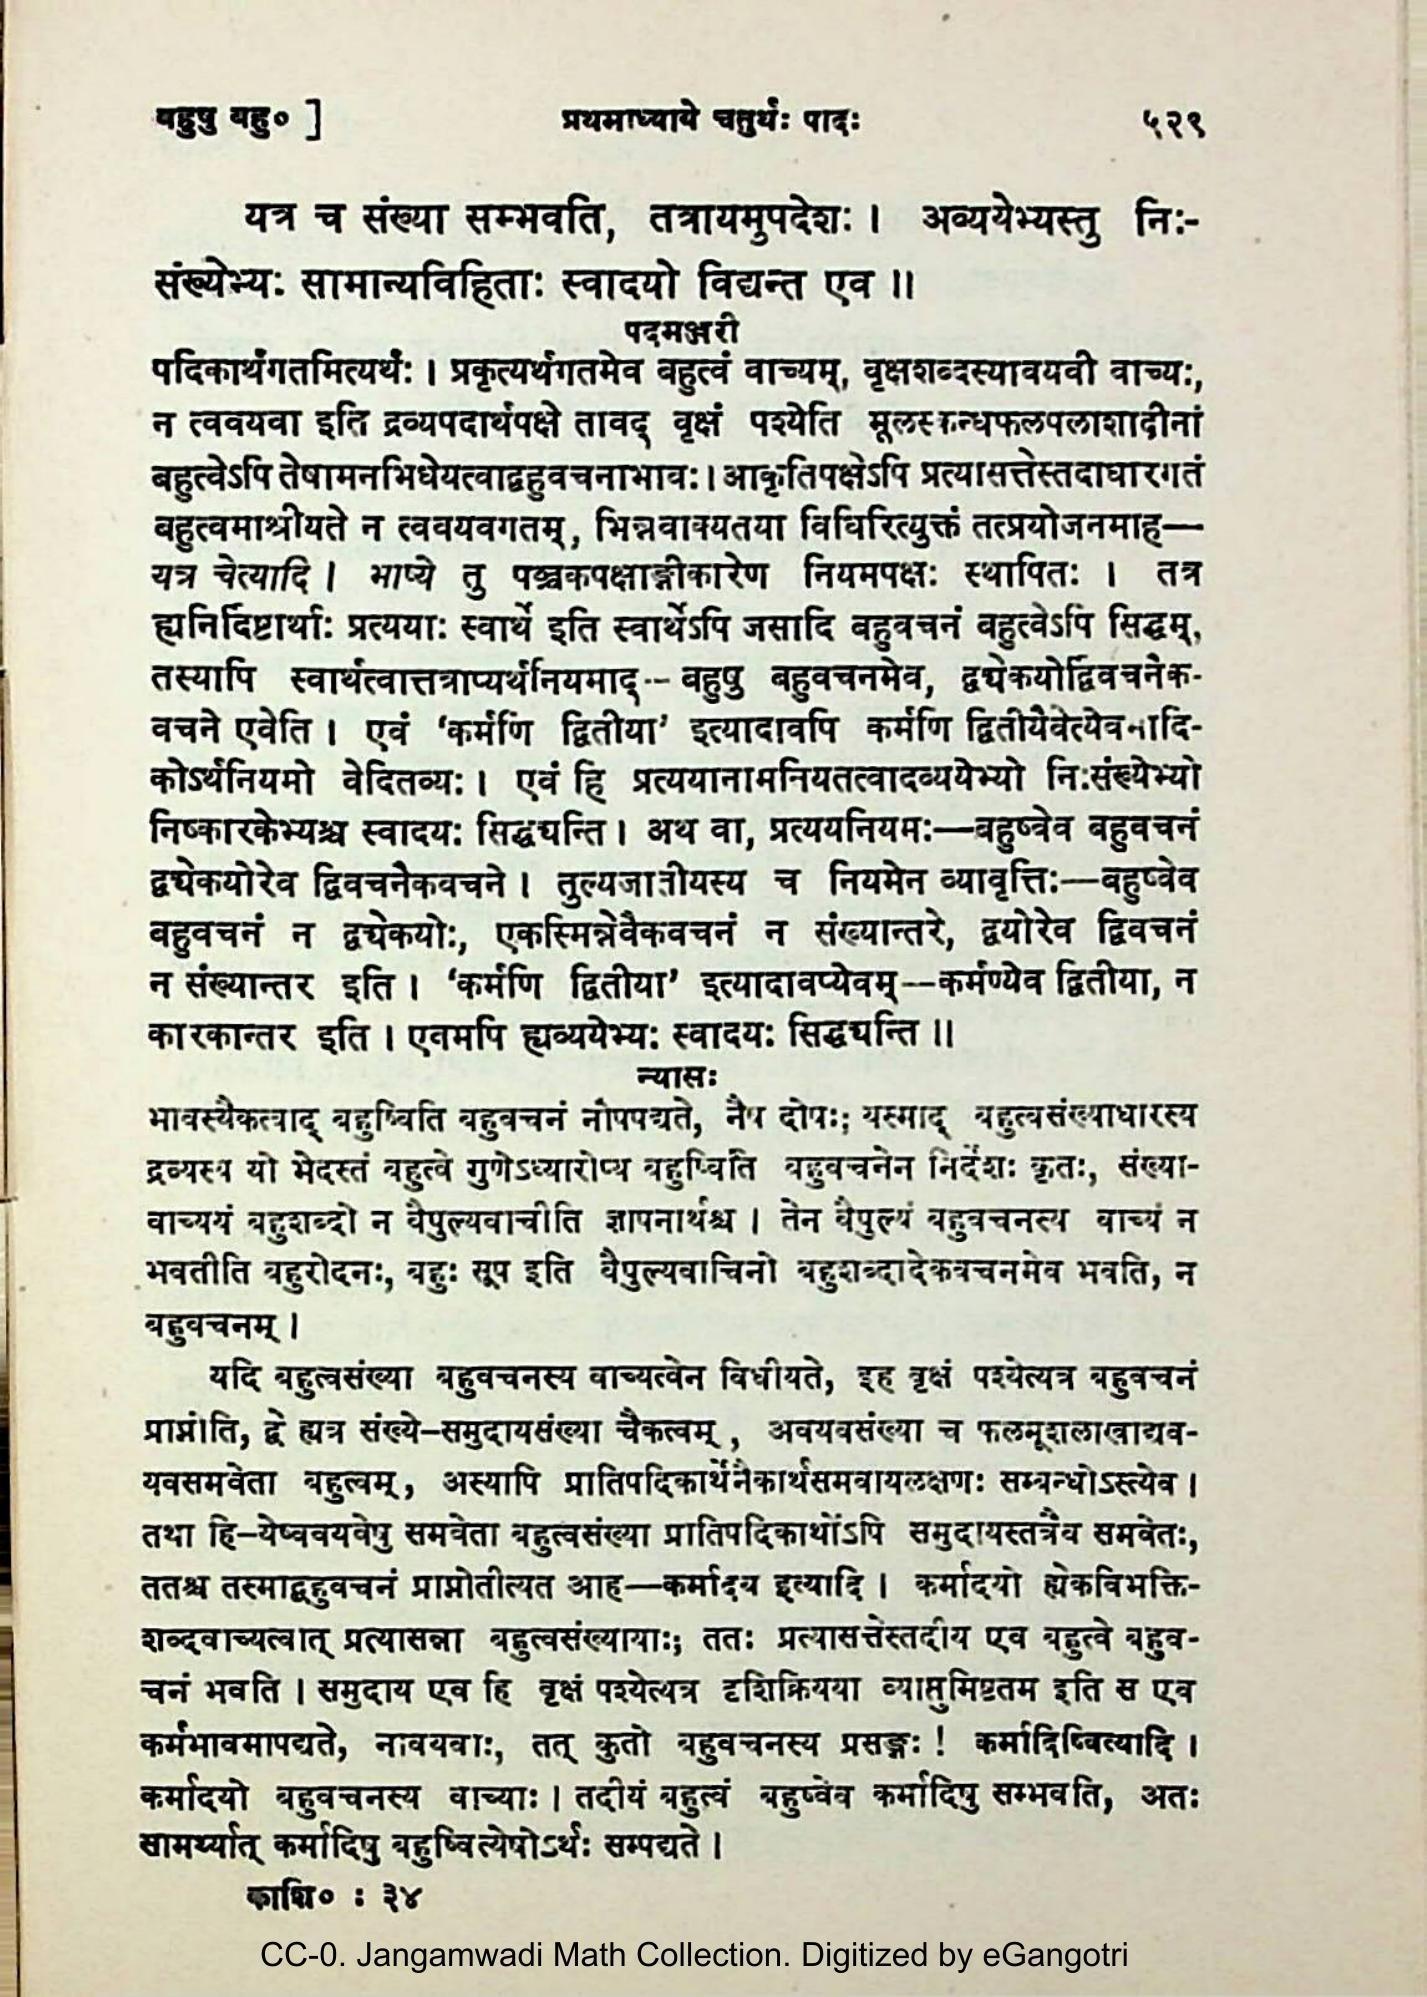 बहुषु बहु० ]
प्रथमाध्याये चतुर्थः पादः
५२९
यत्र च संख्या सम्भवति, तत्रायमुपदेशः । अव्ययेभ्यस्तु निः-
संख्येभ्यः सामान्यविहिताः स्वादयो विद्यन्त एव ॥
पदमञ्जरी
पदिकार्थगतमित्यर्थः । प्रकृत्यर्थगतमेव बहुत्वं वाच्यम्, वृक्षशब्दस्यावयवी वाच्यः,
न त्ववयवा इति द्रव्यपदार्थपक्षे तावद् वृक्षं पश्येति मूलस्कन्धफलपलाशादीनां
बहुत्वेऽपि तेषामनभिधेयत्वाद्बहुवचनाभावः । आकृतिपक्षेऽपि प्रत्यासत्तेस्तदाधारगतं
बहुत्वमाश्रीयते न त्ववयवगतम्, भिन्नवाक्यतया विधिरित्युक्तं तत्प्रयोजनमाह—
यत्र चेत्यादि । भाष्ये तु पञ्चकपक्षाङ्गीकारेण नियमपक्षः स्थापितः । तत्र
ह्यनिर्दिष्टार्थाः प्रत्ययाः स्वार्थे इति स्वार्थेऽपि जसादि बहुवचनं बहुत्वेऽपि सिद्धम्,
तस्यापि स्वार्थत्वात्तत्राप्यर्थनियमाद्-- बहुषु बहुवचनमेव, द्व्येकयोर्द्विवचनैक-
वचने एवेति । एवं ‘कर्मणि द्वितीया’ इत्यादावपि कर्मणि द्वितीयैवेत्येवमादि-
कोऽर्थनियमो वेदितव्यः । एवं हि प्रत्ययानामनियतत्वादव्ययेभ्यो निःसंख्येभ्यो
निष्कारकेभ्यश्च स्वादयः सिद्ध्यन्ति । अथ वा, प्रत्ययनियमः—बहुष्वेव बहुवचनं
द्व्येकयोरेव द्विवचनैकवचने । तुल्यजातीयस्य च नियमेन व्यावृत्तिः—बहुष्वेव
बहुवचनं न द्व्येकयोः, एकस्मिन्नेवैकवचनं न संख्यान्तरे, द्वयोरेव द्विवचनं
न संख्यान्तर इति । ‘कर्मणि द्वितीया’ इत्यादावप्येवम्--कर्मण्येव द्वितीया, न
कारकान्तर इति । एवमपि ह्यव्ययेभ्यः स्वादयः सिद्ध्यन्ति ॥
न्यासः
भावस्यैकत्वाद् बहुष्विति बहुवचनं नोपपद्यते, नैष दोषः; यस्माद् बहुत्वसंख्याधारस्य
द्रव्यस्य यो भेदस्तं बहुत्वे गुणेऽध्यारोप्य बहुष्विति बहुवचनेन निर्देशः कृतः, संख्या-
वाच्ययं बहुशब्दो न वैपुल्यवाचीति ज्ञापनार्थश्च । तेन वैपुल्यं बहुवचनस्य वाच्यं न
भवतीति बहुरोदनः, बहुः सूप इति वैपुल्यवाचिनो बहुशब्दादेकवचनमेव भवति, न
बहुवचनम् ।
यदि बहुत्वसंख्या बहुवचनस्य वाच्यत्वेन विधीयते, इह वृक्षं पश्येत्यत्र बहुवचनं
प्राप्नोति, द्वे ह्यत्र संख्ये–समुदायसंख्या चैकत्वम्, अवयवसंख्या च फलमूशलाखाद्यव-
यवसमवेता बहुत्वम्, अस्यापि प्रातिपदिकार्थेनैकार्थसमवायलक्षणः सम्बन्धोऽस्त्येव ।
तथा हि–येष्ववयवेषु समवेता बहुत्वसंख्या प्रातिपदिकार्थोऽपि समुदायस्तत्रैव समवेतः,
ततश्च तस्माद्बहुवचनं प्राप्नोतीत्यत आह—कर्मादय इत्यादि । कर्मादयो ह्येकविभक्ति-
शब्दवाच्यत्वात् प्रत्यासन्ना बहुत्वसंख्यायाः; ततः प्रत्यासत्तेस्तदीय एव बहुत्वे बहुव-
चनं भवति । समुदाय एव हि वृक्षं पश्येत्यत्र दृशिक्रियया व्याप्तुमिष्टतम इति स एव
कर्मभावमापद्यते, नावयवाः, तत् कुतो बहुवचनस्य प्रसङ्गः ! कर्मादिष्वित्यादि ।
कर्मादयो बहुवचनस्य वाच्याः । तदीयं बहुत्वं बहुष्वेव कर्मादिषु सम्भवति, अतः
सामर्थ्यात् कर्मादिषु बहुष्वित्येषोऽर्थः सम्पद्यते ।
काशि० : ३४
CC-0. Jangamwadi Math Collection. Digitized by eGangotri